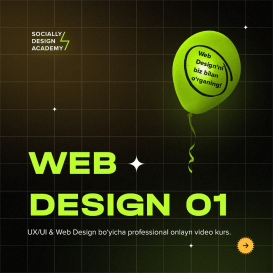 SOCIALLY
DESIGN
ACADEMY
Web
Design'ni
biz bilan
o'rganing!
WEB
DESIGN 01
UX/UI & Web Design bo'yicha professional onlayn video kurs.